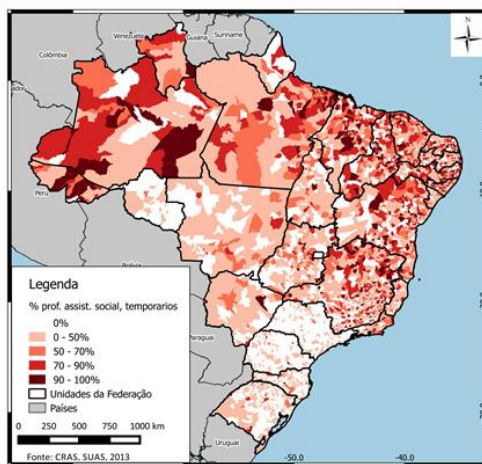 Venezuela
Guiana
Suriname
Colômbia
Peru
Bolívia
Paraguai
Uruguai
N
Legenda
% prof. assist. social, temporarios
0%
0 - 50%
50 - 70%
70 - 90%
90 - 100%
Unidades da Federação
Países
0 250 500 750 1000 km
Fonte: CRAS. SUAS, 2013
-50.0
-40.0